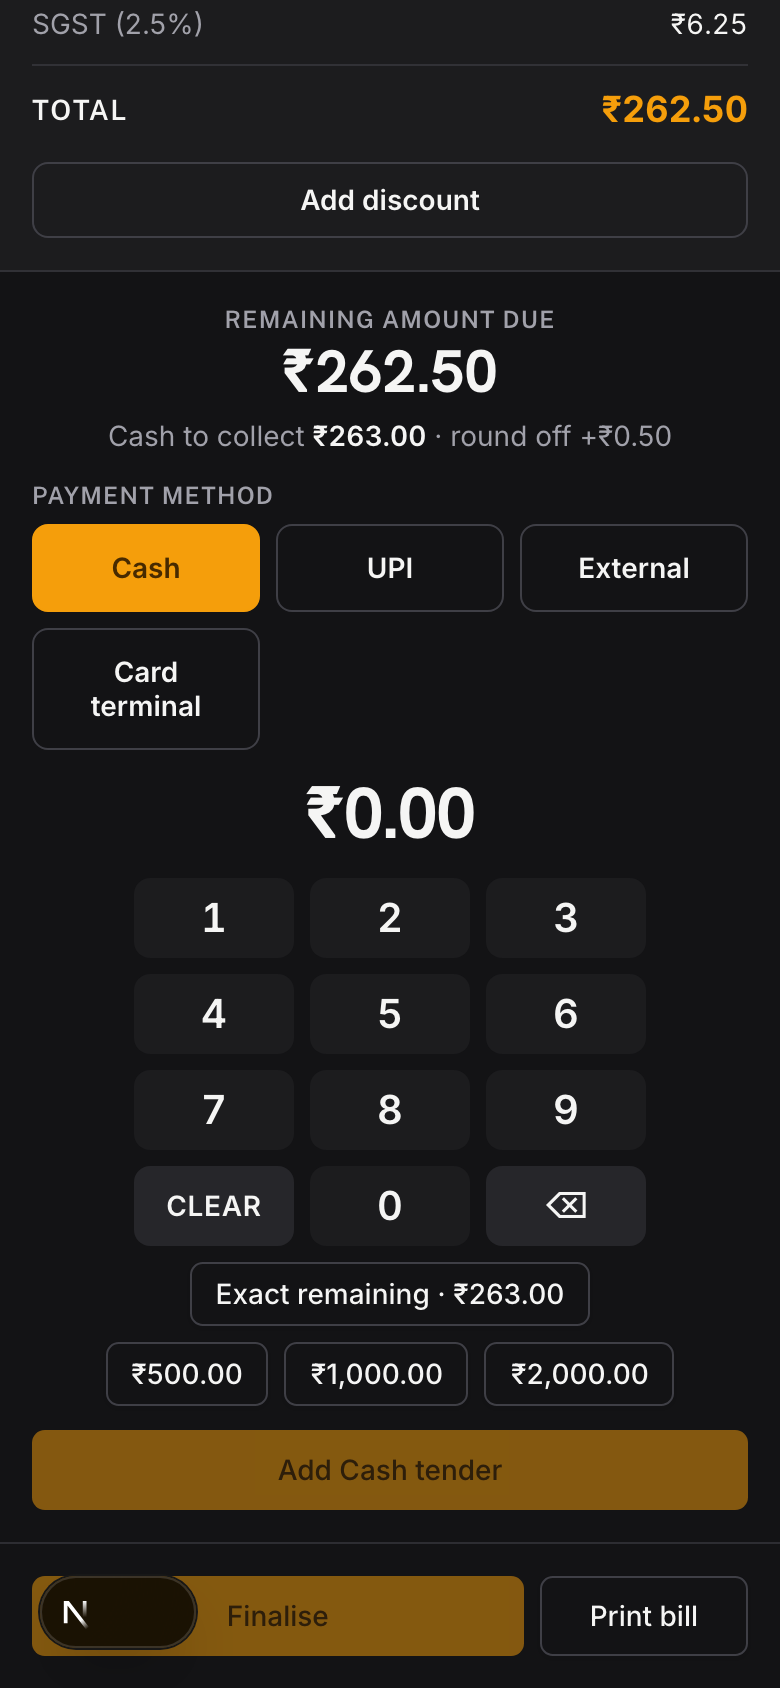 SGST (2.5%) ₹6.25
TOTAL ₹262.50
Add discount
REMAINING AMOUNT DUE
₹262.50
Cash to collect ₹263.00 · round off +₹0.50
PAYMENT METHOD
Cash UPI External
Card
terminal
₹0.00
1 2 3
4 5 6
7 8 9
CLEAR 0
Exact remaining · ₹263.00
₹500.00 ₹1,000.00 ₹2,000.00
Add Cash tender
N Finalise Print bill